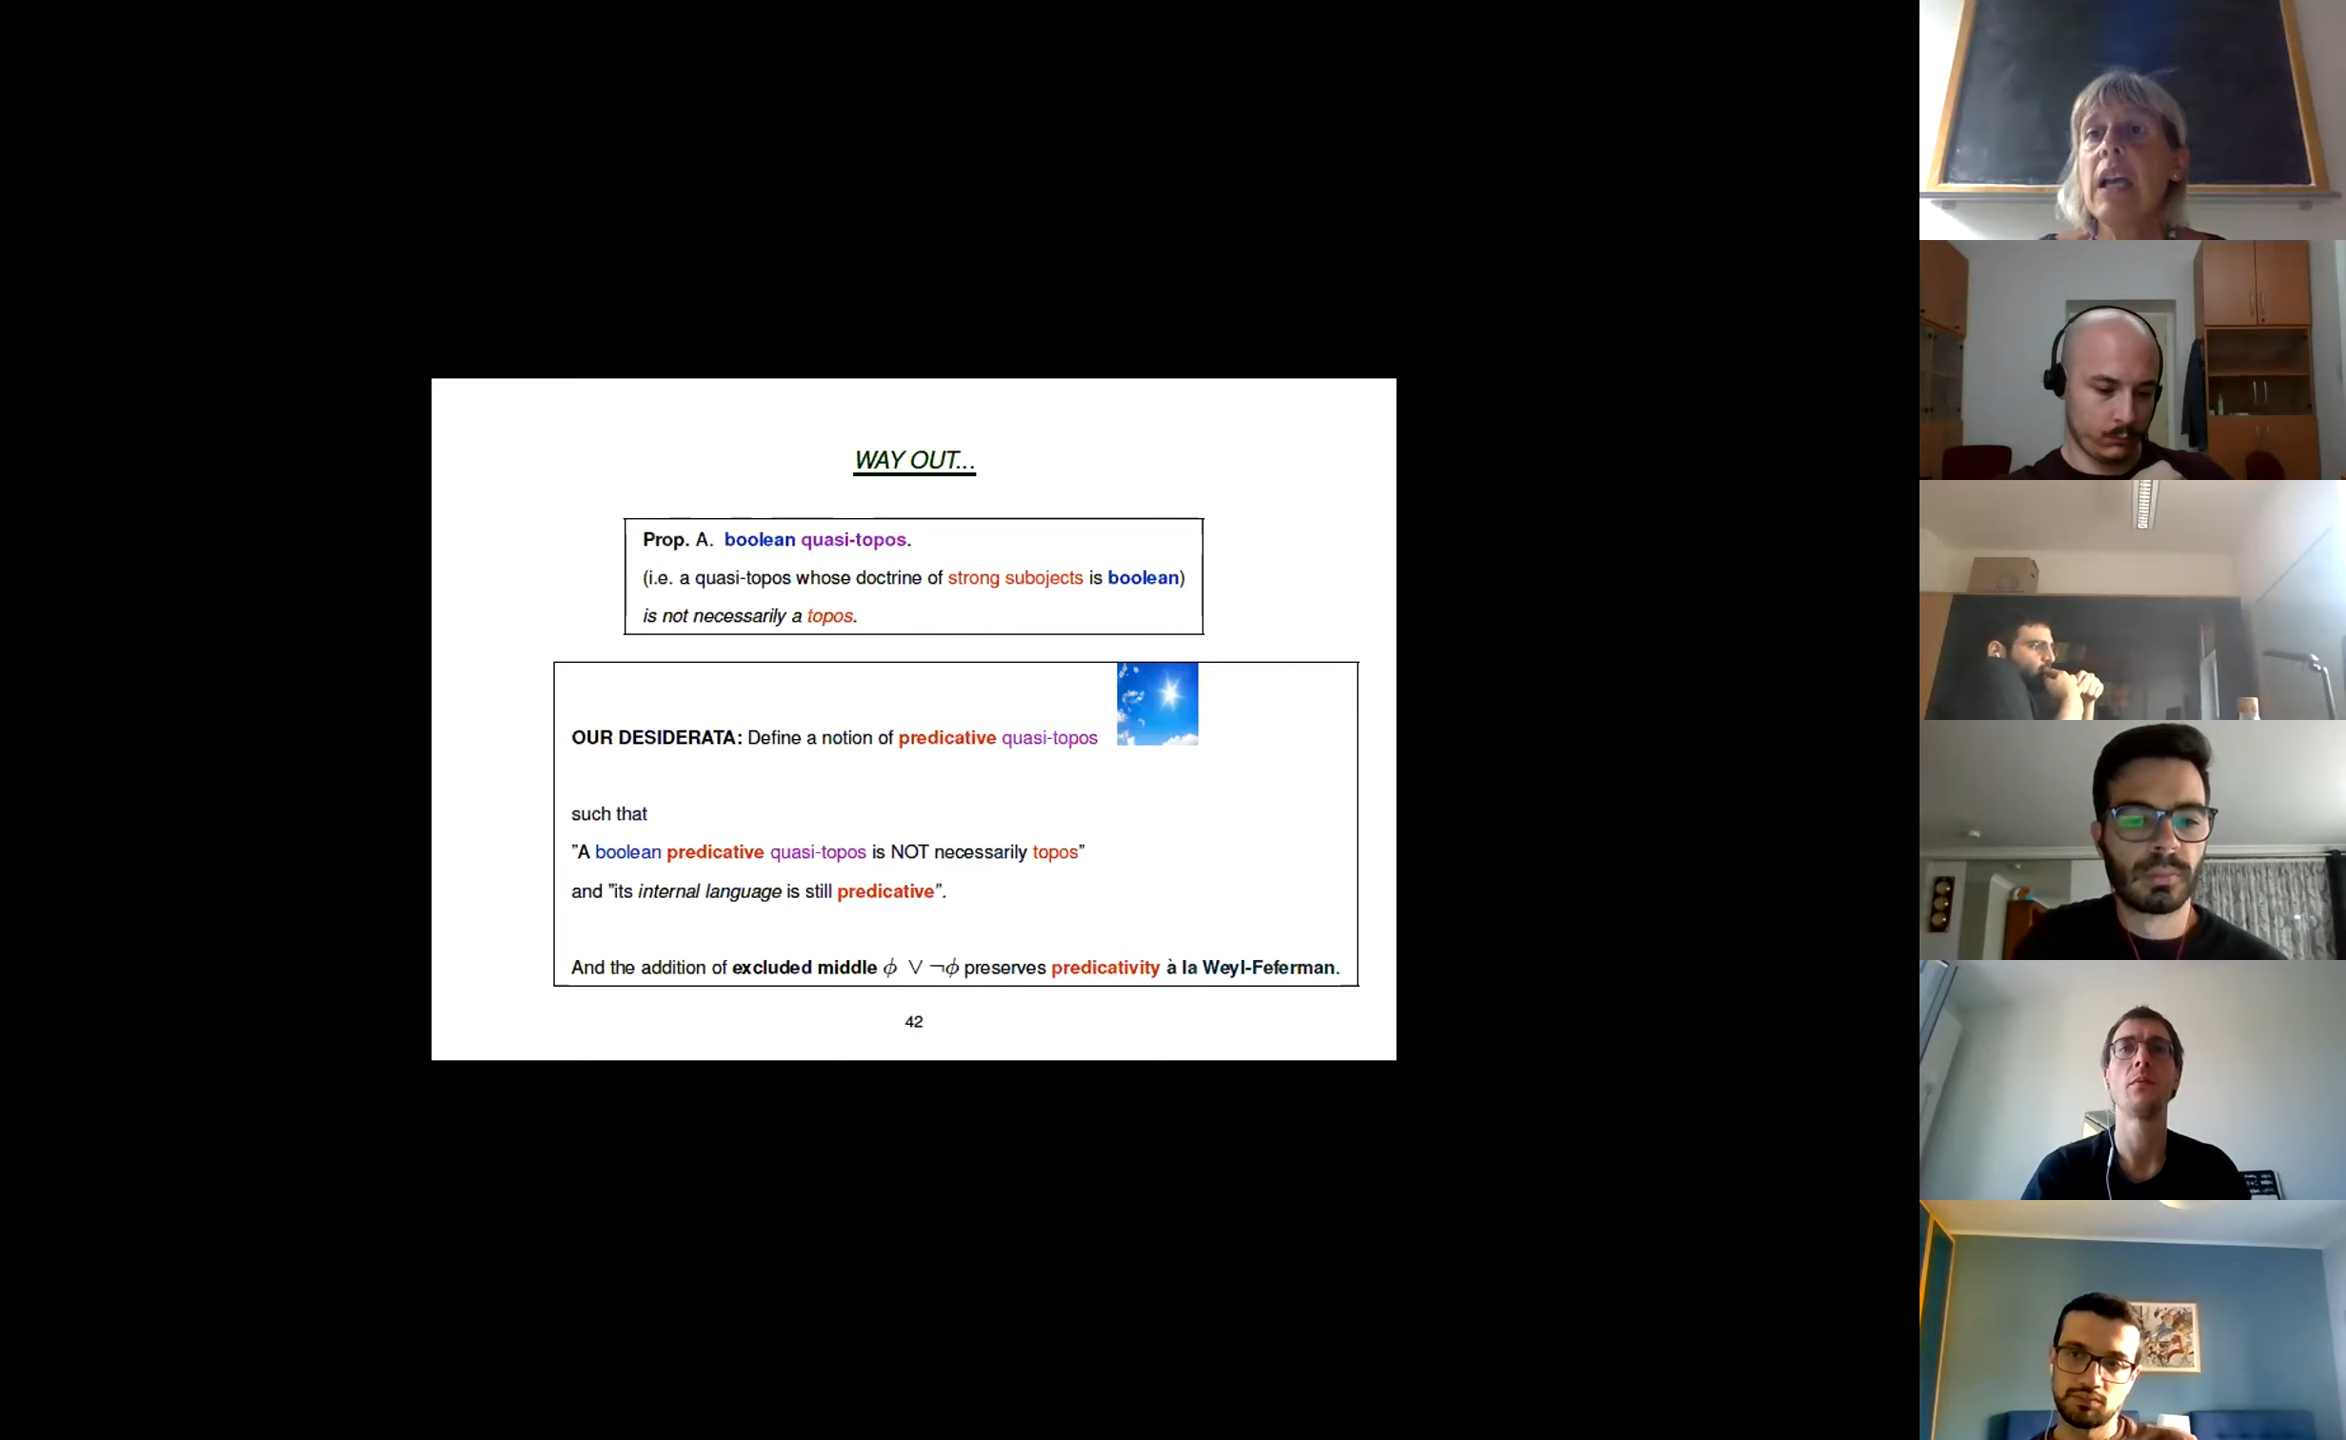 WAY OUT...
Prop. A. boolean quasi-topos.
(i.e. a quasi-topos whose doctrine of strong subojects is boolean)
is not necessarily a topos.
OUR DESIDERATA: Define a notion of predicative quasi-topos
such that
"A boolean predicative quasi-topos is NOT necessarily topos"
and "its internal language is still predicative".
And the addition of excluded middle ϕ ∨ ¬ϕ preserves predicativity à la Weyl-Feferman.
42